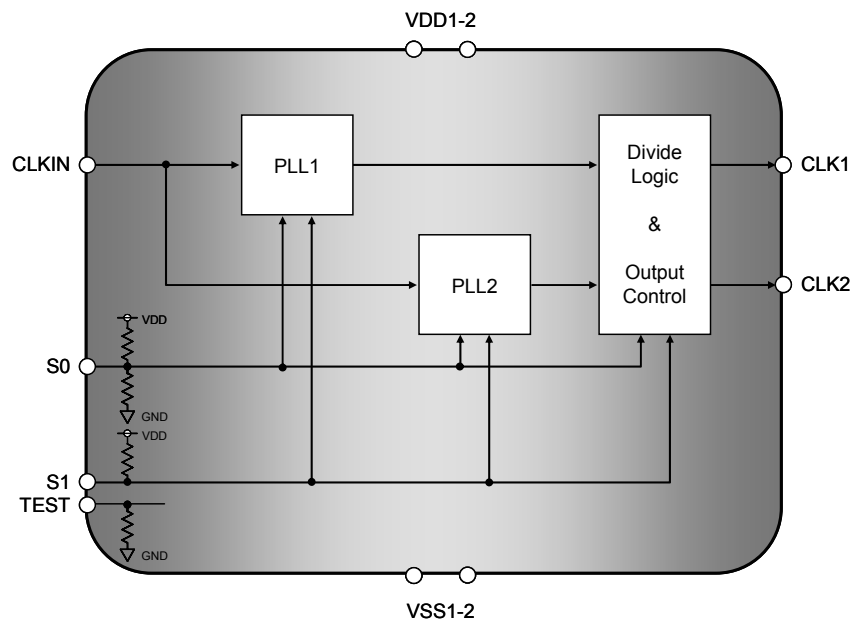 VDD1-2
CLKIN
PLL1
Divide
Logic
&
Output
Control
CLK1
PLL2
CLK2
VDD
S0
GND
VDD
S1
TEST
GND
VSS1-2